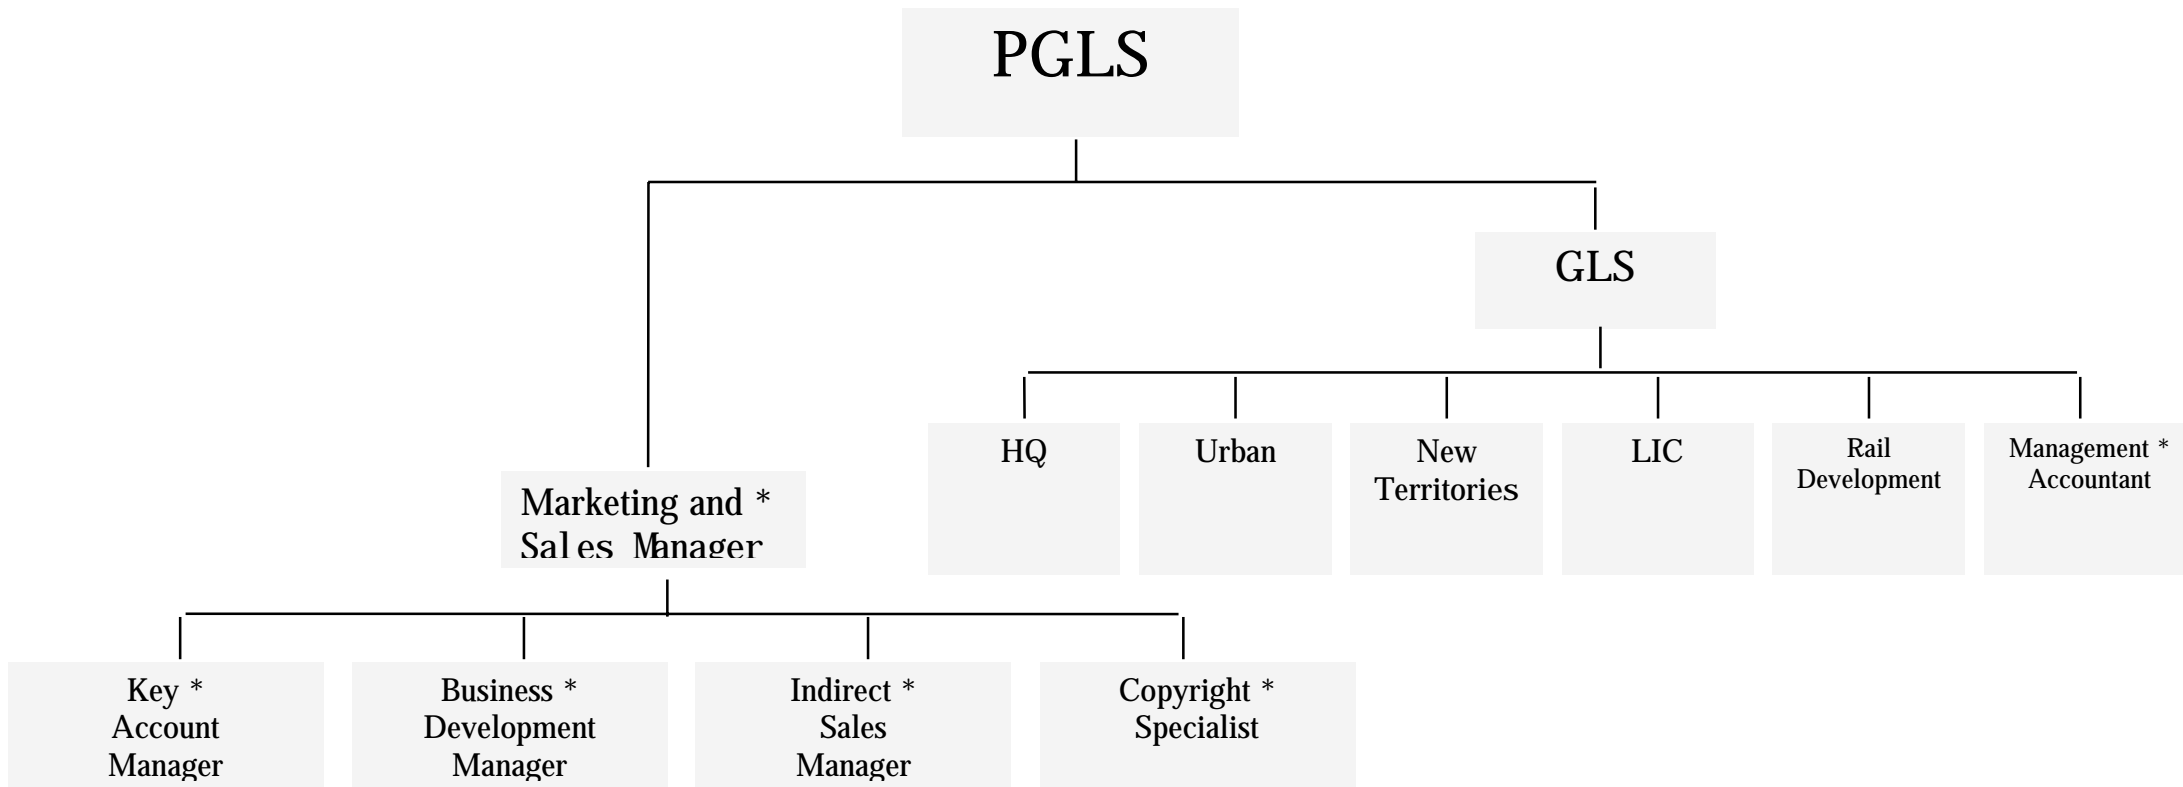 PGLS
GLS
HQ
Urban
New
Territories
LIC
Rail
Development
Management *
Accountant
Marketing and *
Sales Manager
Key *
Account
Manager
Business *
Development
Manager
Indirect *
Sales
Manager
Copyright *
Specialist